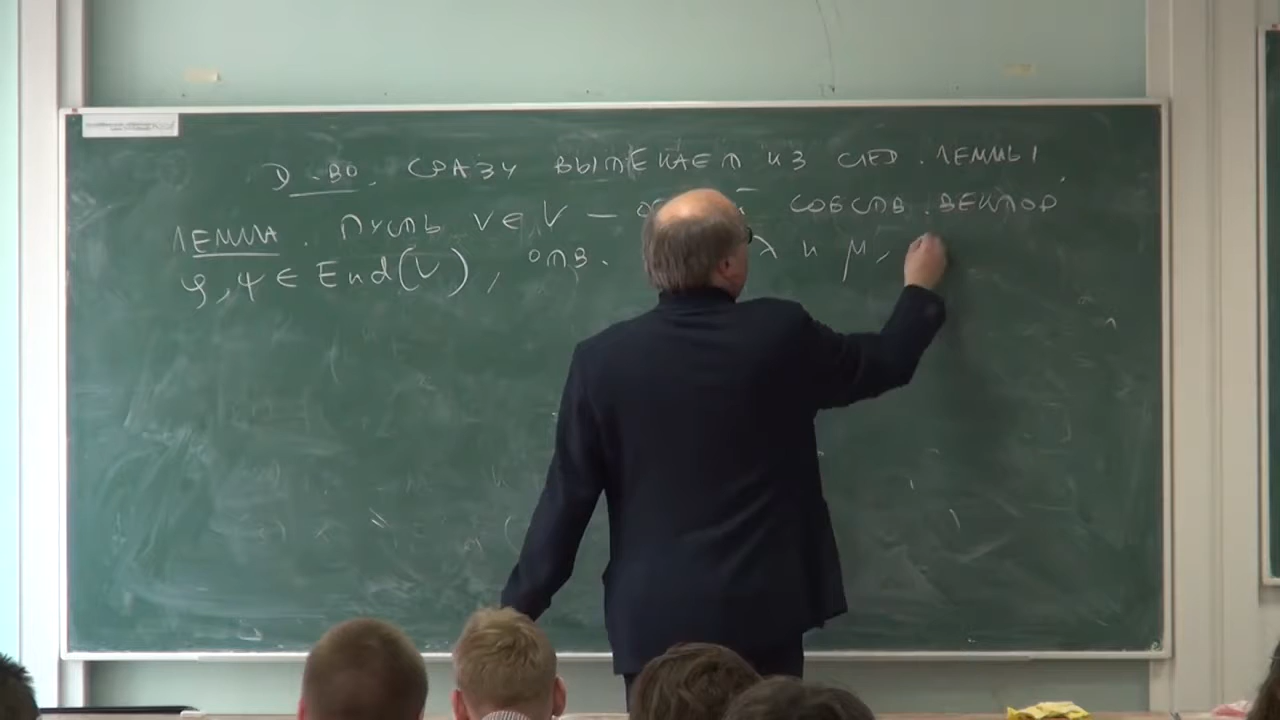 Д-ВО. СРАЗУ ВЫТЕКАЕТ ИЗ СЛЕД. ЛЕММЫ
ЛЕММА. ПУСТЬ V ∈ V — СОБСТВ. ВЕКТОР
φ, ψ ∈ End(V), ОТВ. λ И μ,